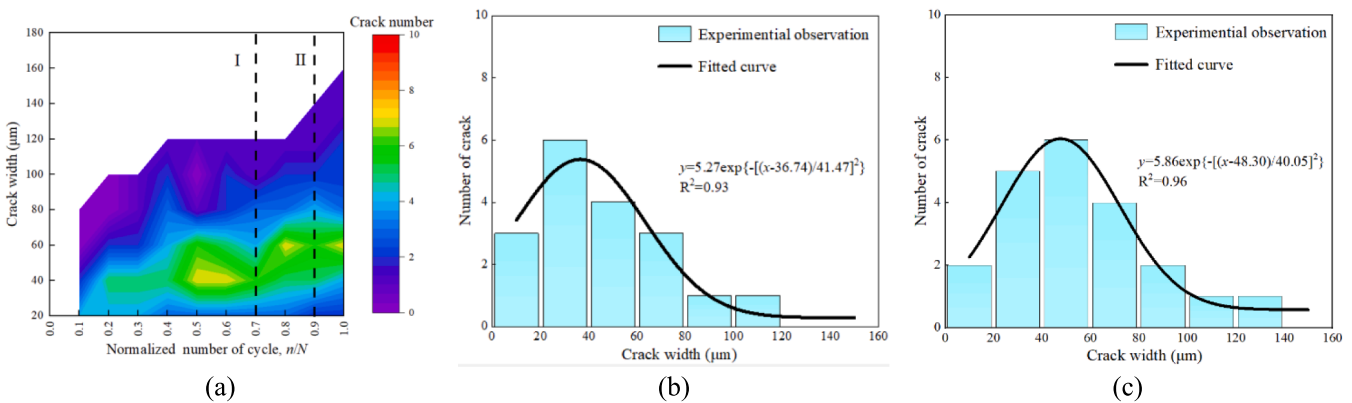 Crack number
180
160
140
120
100
80
60
40
20
Crack width (μm)
I
II
10
8
6
4
2
0
0.0
0.1
0.2
0.3
0.4
0.5
0.6
0.7
0.8
0.9
1.0
Normalized number of cycle, n/N
(a)
10
8
6
4
2
0
Number of crack
Experimential observation
Fitted curve
y=5.27exp{-[(x-36.74)/41.47]²}
R²=0.93
0
20
40
60
80
100
120
140
160
Crack width (μm)
(b)
10
8
6
4
2
0
Number of crack
Experimential observation
Fitted curve
y=5.86exp{-[(x-48.30)/40.05]²}
R²=0.96
0
20
40
60
80
100
120
140
160
Crack width (μm)
(c)